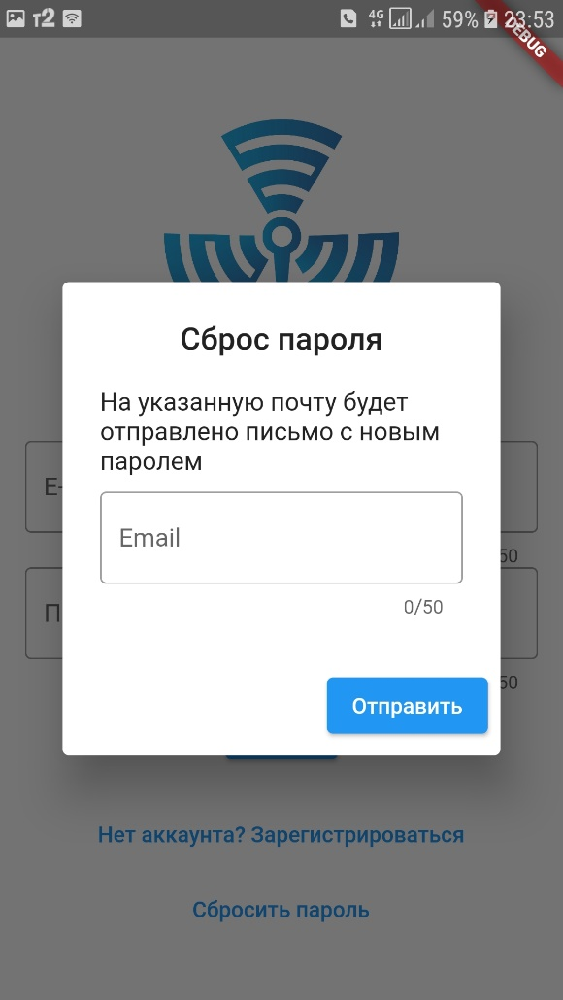 т2 4G 59% 23:53
DEBUG
Сброс пароля
На указанную почту будет
отправлено письмо с новым
паролем
E-
Email
50
П
0/50
50
Отправить
Нет аккаунта? Зарегистрироваться
Сбросить пароль